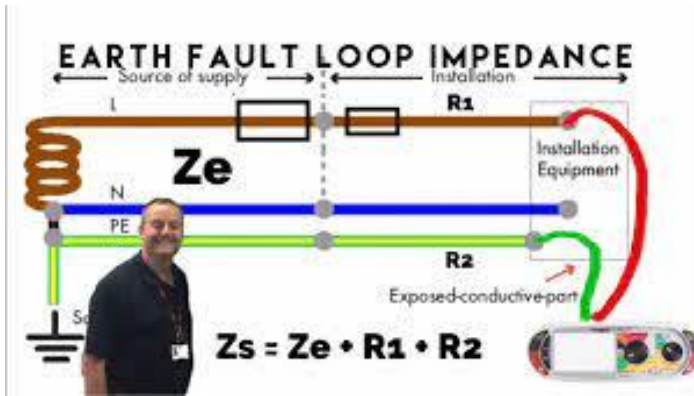 EARTH FAULT LOOP IMPEDANCE
Source of supply
Installation
L
R1
Installation
Equipment
Ze
N
PE
R2
Exposed-conductive-part
Zs = Ze + R1 + R2